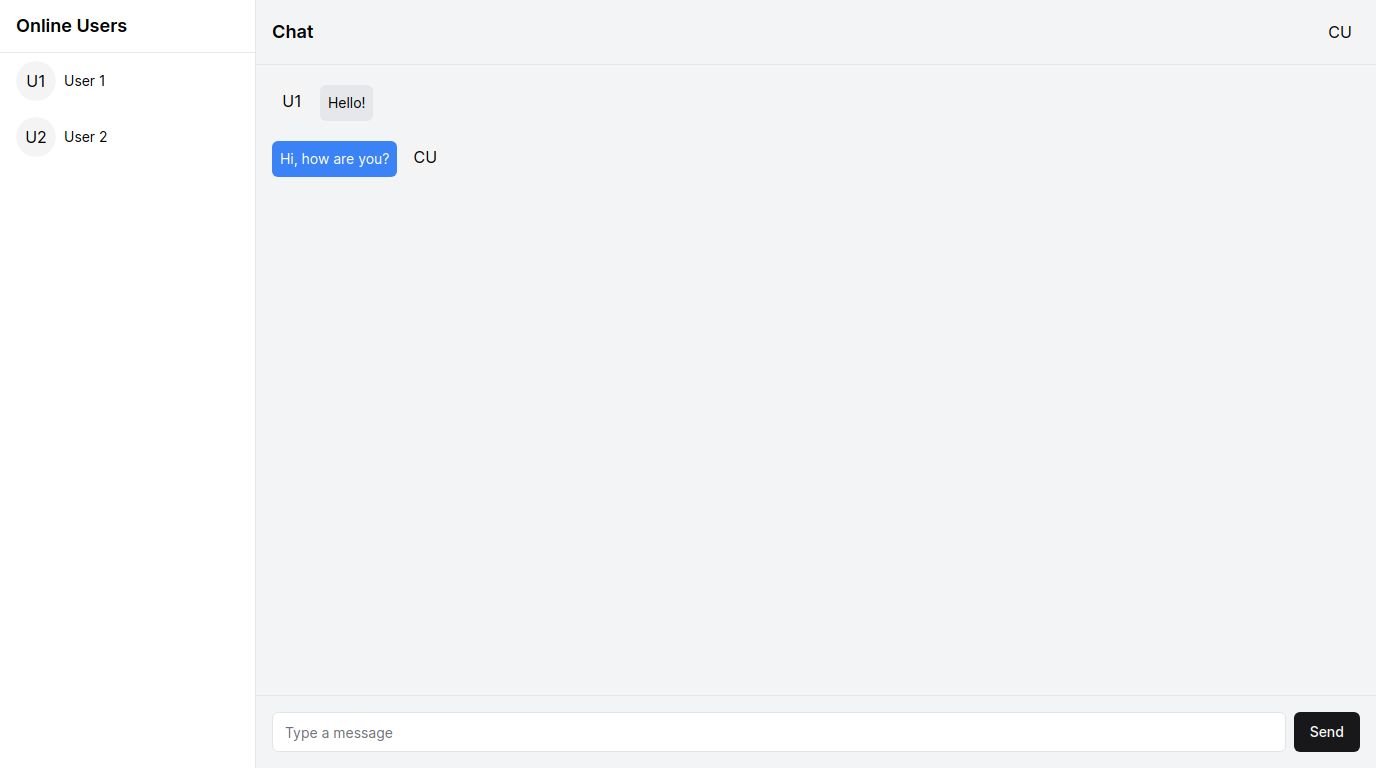 Online Users
U1 User 1
U2 User 2
Chat
CU
U1 Hello!
Hi, how are you? CU
Type a message
Send